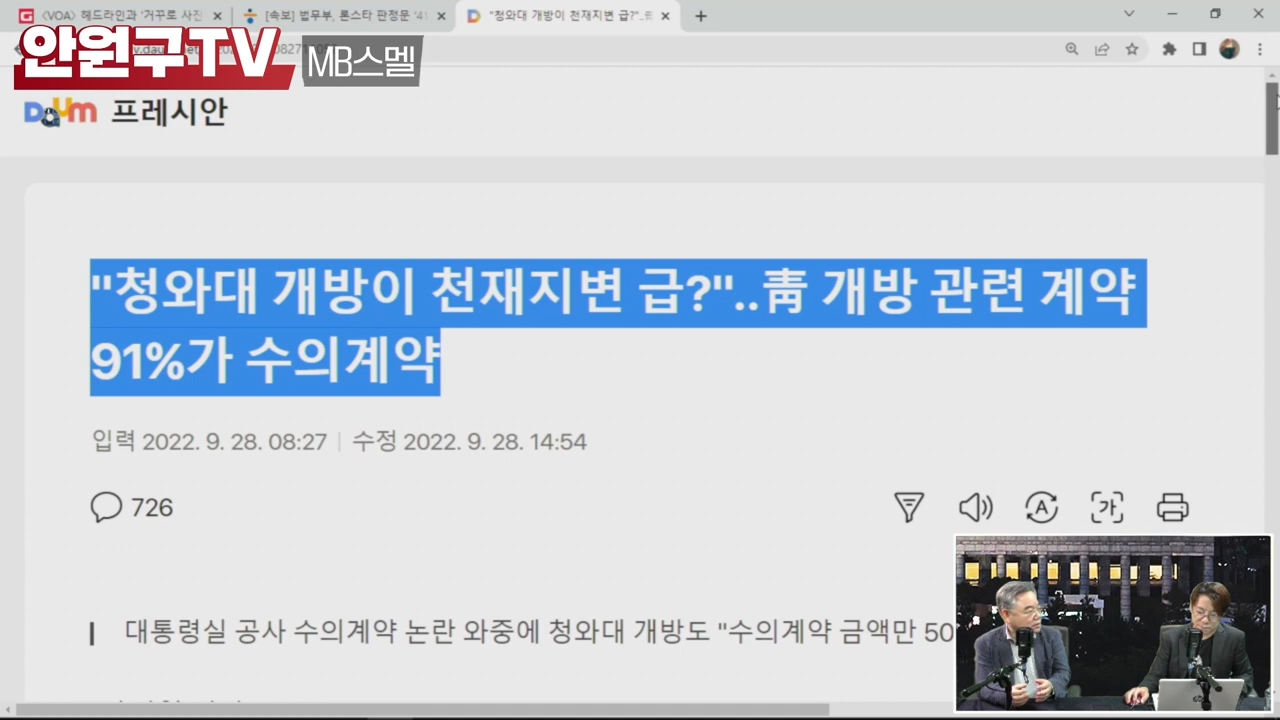 〈VOA〉 헤드라인과 '거꾸로 사진
[속보] 법무부, 론스타 판정문 '41
"청와대 개방이 천재지변 급?"..靑
안원구TV
MB스멜
Daum 프레시안
"청와대 개방이 천재지변 급?"..靑 개방 관련 계약
91%가 수의계약
입력 2022. 9. 28. 08:27 | 수정 2022. 9. 28. 14:54
726
가
대통령실 공사 수의계약 논란 와중에 청와대 개방도 "수의계약 금액만 50